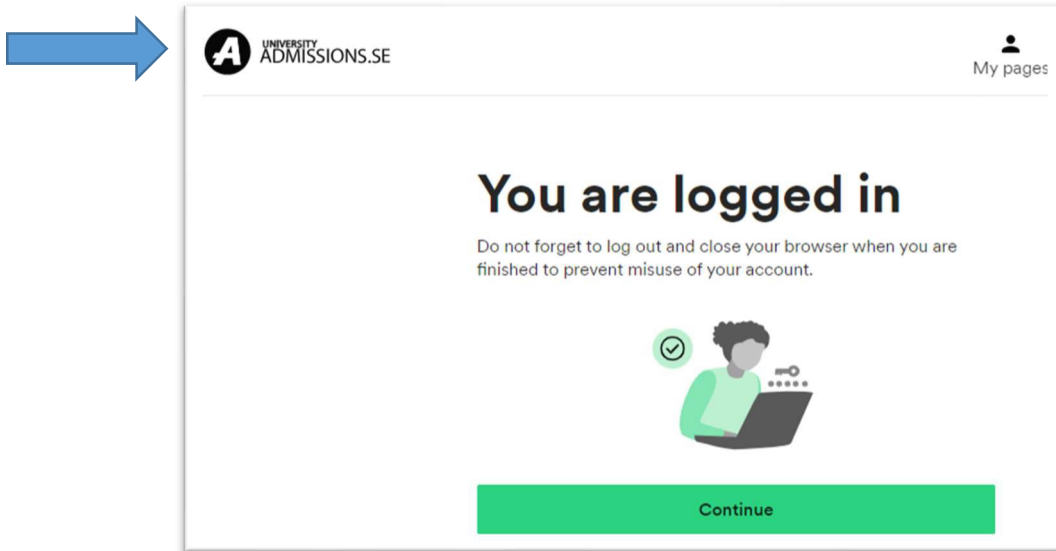 UNIVERSITY
ADMISSIONS.SE
My pages
You are logged in
Do not forget to log out and close your browser when you are
finished to prevent misuse of your account.
Continue